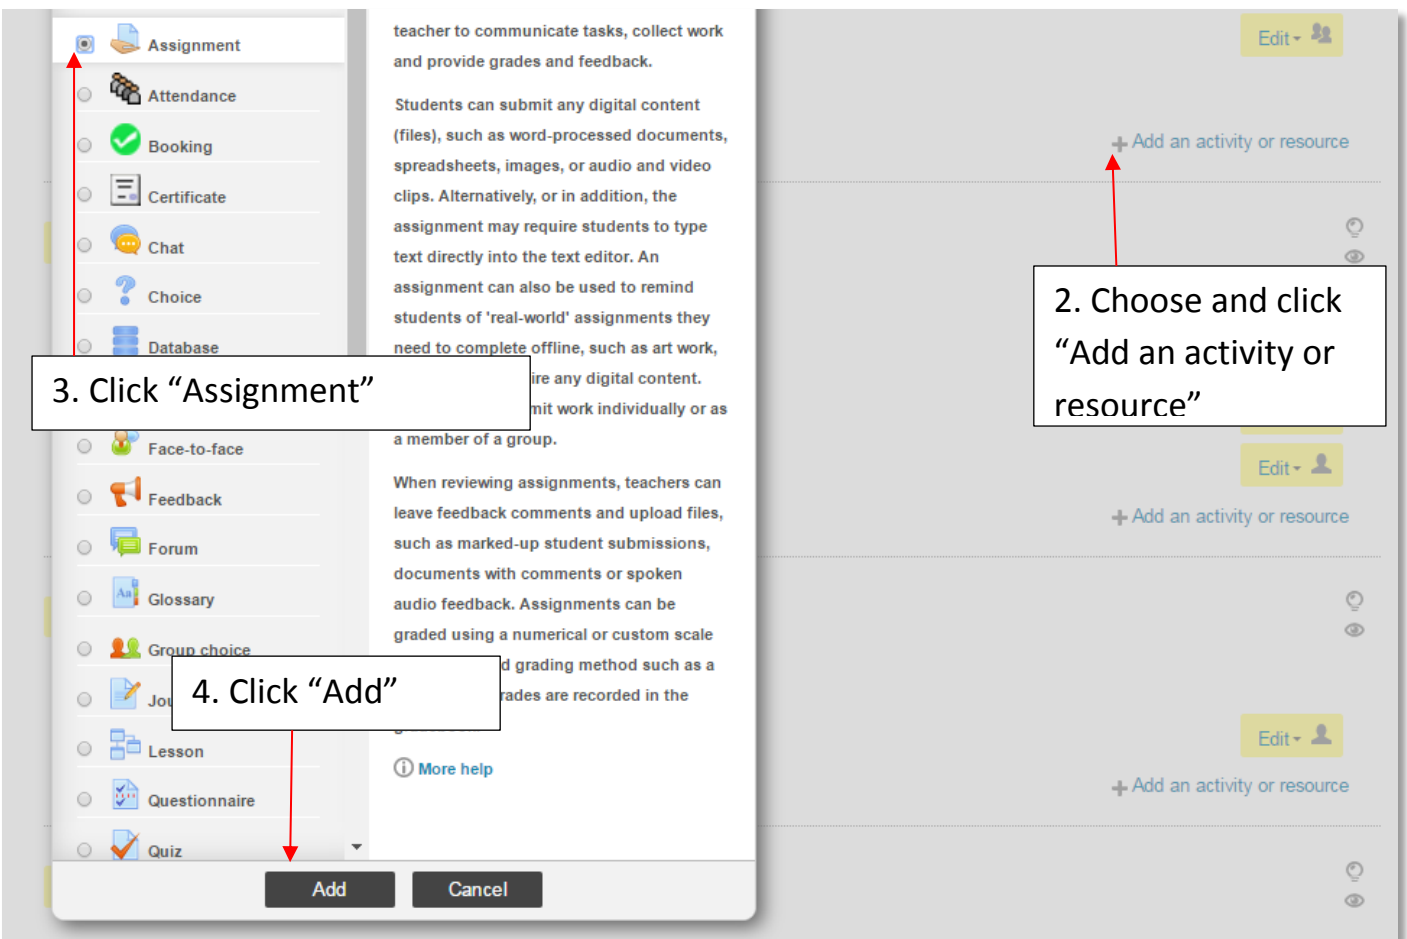 Assignment
Attendance
Booking
Certificate
Chat
Choice
Database
3. Click “Assignment”
Face-to-face
Feedback
Forum
Glossary
Group choice
4. Click “Add”
Lesson
Questionnaire
Quiz
teacher to communicate tasks, collect work
and provide grades and feedback.
Students can submit any digital content
(files), such as word-processed documents,
spreadsheets, images, or audio and video
clips. Alternatively, or in addition, the
assignment may require students to type
text directly into the text editor. An
assignment can also be used to remind
students of 'real-world' assignments they
need to complete offline, such as art work,
any digital content.
work individually or as
a member of a group.
When reviewing assignments, teachers can
leave feedback comments and upload files,
such as marked-up student submissions,
documents with comments or spoken
audio feedback. Assignments can be
graded using a numerical or custom scale
grading method such as a
are recorded in the
More help
Add Cancel
Edit
Add an activity or resource
2. Choose and click
“Add an activity or
resource”
Edit
Add an activity or resource
Edit
Add an activity or resource